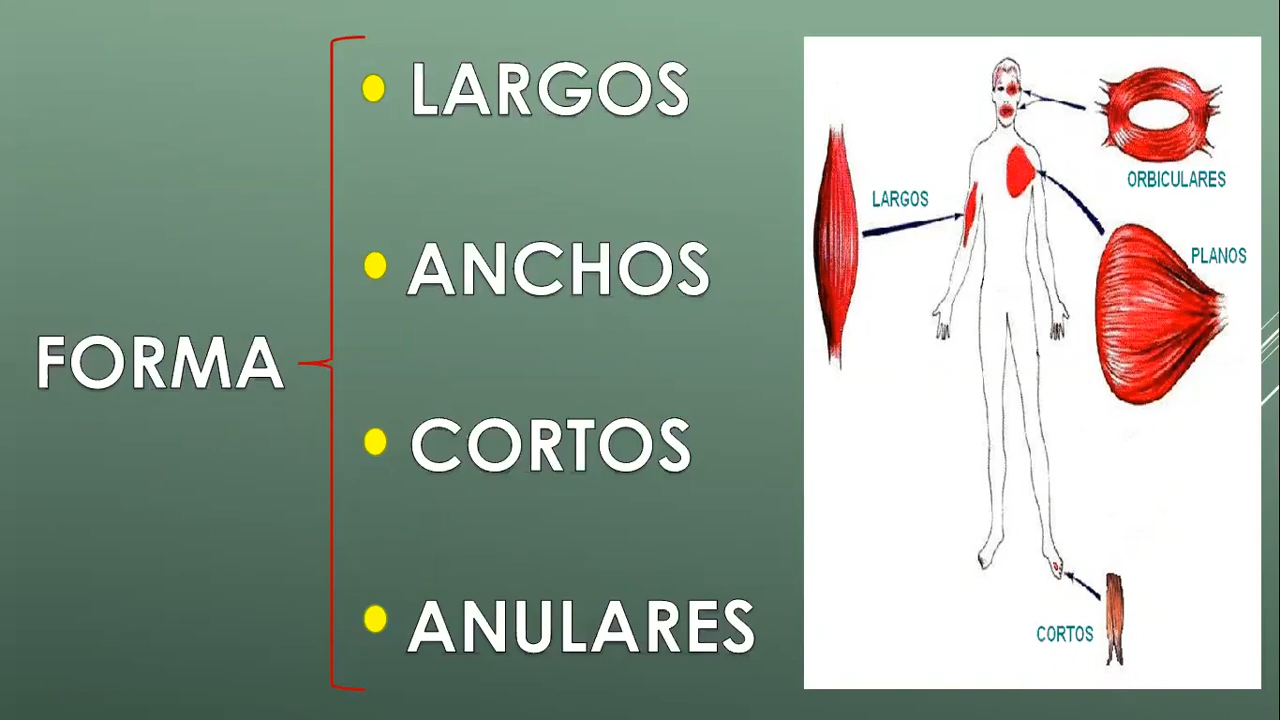 FORMA
LARGOS
ANCHOS
CORTOS
ANULARES
LARGOS
ORBICULARES
PLANOS
CORTOS